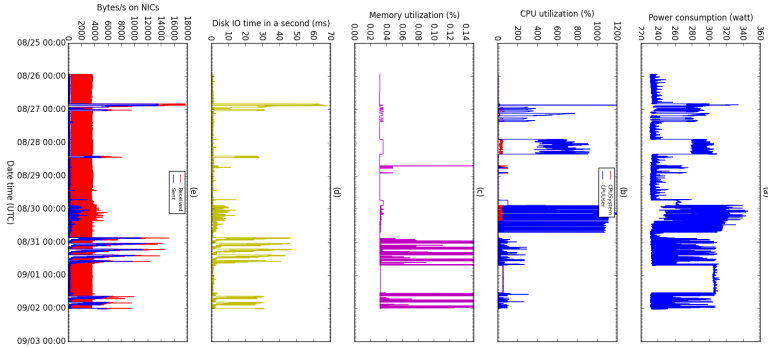 Bytes/s on NICs
0 2000 4000 6000 8000 10000 12000 14000 16000 18000
Received
Sent
(e)
Disk IO time in a second (ms)
0 10 20 30 40 50 60 70
(d)
Memory utilization (%)
0.00 0.02 0.04 0.06 0.08 0.10 0.12 0.14
(c)
CPU utilization (%)
0 200 400 600 800 1000 1200
CPUSystem
CPUUser
(b)
Power consumption (watt)
220 240 260 280 300 320 340 360
(a)
08/25 00:00
08/26 00:00
08/27 00:00
08/28 00:00
08/29 00:00
08/30 00:00
08/31 00:00
09/01 00:00
09/02 00:00
09/03 00:00
Date time (UTC)